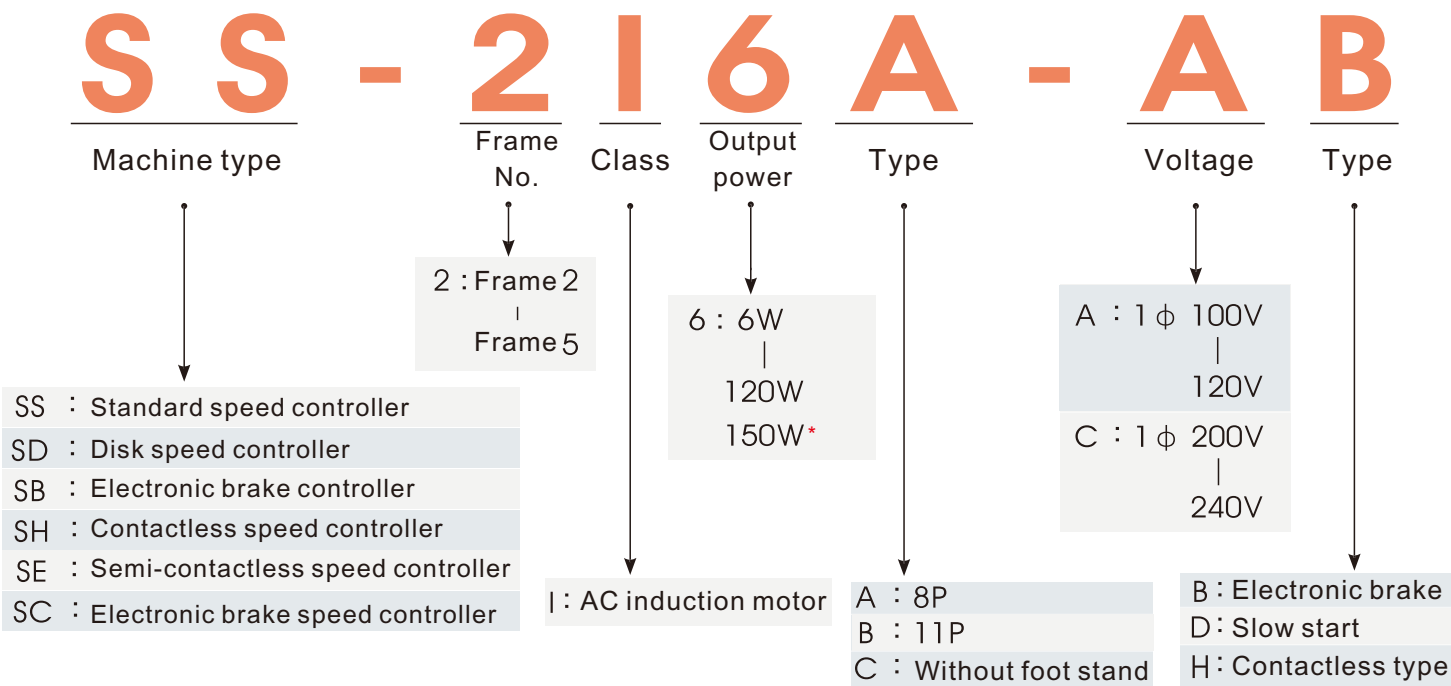 SS-2I6A-AB
Machine type
Frame No.
Class
Output power
Type
Voltage
Type
2 : Frame 2
|
Frame 5
6 : 6W
|
120W
150W*
A : 1 ϕ 100V
|
120V
C : 1 ϕ 200V
|
240V
SS : Standard speed controller
SD : Disk speed controller
SB : Electronic brake controller
SH : Contactless speed controller
SE : Semi-contactless speed controller
SC : Electronic brake speed controller
I : AC induction motor
A : 8P
B : 11P
C : Without foot stand
B : Electronic brake
D : Slow start
H : Contactless type